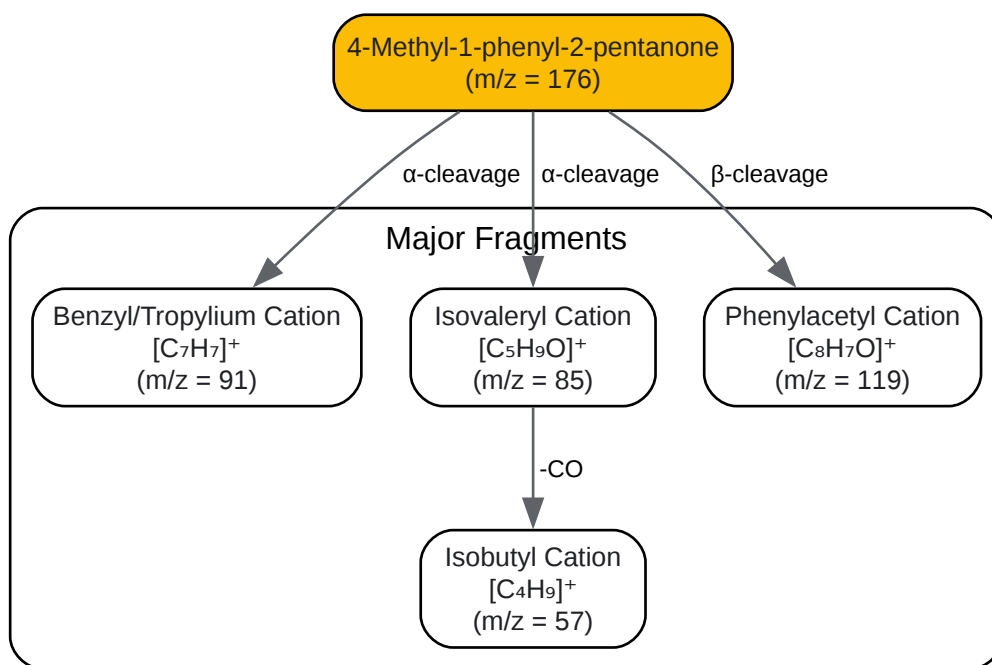 4-Methyl-1-phenyl-2-pentanone
(m/z = 176)
α-cleavage
α-cleavage
β-cleavage
Major Fragments
Benzyl/Tropylium Cation
[C₇H₇]⁺
(m/z = 91)
Isovaleryl Cation
[C₅H₉O]⁺
(m/z = 85)
Phenylacetyl Cation
[C₈H₇O]⁺
(m/z = 119)
-CO
Isobutyl Cation
[C₄H₉]⁺
(m/z = 57)